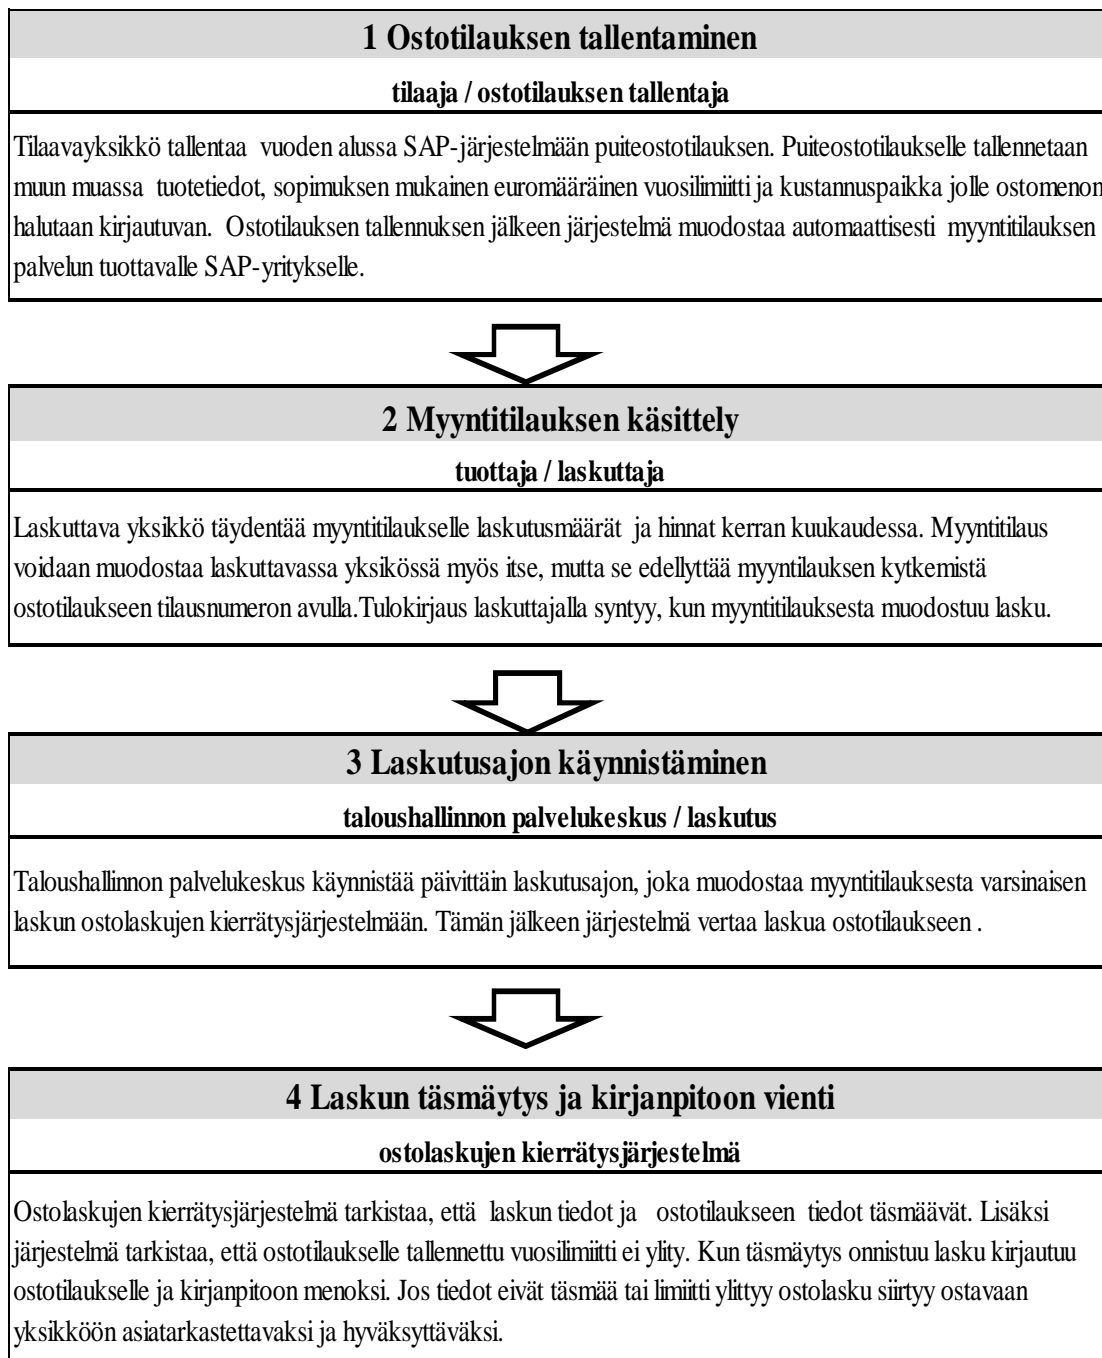 1 Ostotilauksen tallentaminen
tilaaja / ostotilauksen tallentaja
Tilaavayksikkö tallentaa vuoden alussa SAP-järjestelmään puiteostotilauksen. Puiteostotilaukselle tallennetaan
muun muassa tuotetiedot, sopimuksen mukainen euromääräinen vuosilimiitti ja kustannuspaikka jolle ostomenon
halutaan kirjautuvan. Ostotilauksen tallennuksen jälkeen järjestelmä muodostaa automaattisesti myyntitilauksen
palvelun tuottavalle SAP-yritykselle.
2 Myyntitilauksen käsittely
tuottaja / laskuttaja
Laskuttava yksikkö täydentää myyntitilaukselle laskutusmäärät ja hinnat kerran kuukaudessa. Myyntitilaus
voidaan muodostaa laskuttavassa yksikössä myös itse, mutta se edellyttää myyntilauksen kytkemistä
ostotilaukseen tilausnumeron avulla.Tulokirjaus laskuttajalla syntyy, kun myyntitilauksesta muodostuu lasku.
3 Laskutusajon käynnistäminen
taloushallinnon palvelukeskus / laskutus
Taloushallinnon palvelukeskus käynnistää päivittäin laskutusajon, joka muodostaa myyntitilauksesta varsinaisen
laskun ostolaskujen kierrätysjärjestelmään. Tämän jälkeen järjestelmä vertaa laskua ostotilaukseen .
4 Laskun täsmäytys ja kirjanpitoon vienti
ostolaskujen kierrätysjärjestelmä
Ostolaskujen kierrätysjärjestelmä tarkistaa, että laskun tiedot ja ostotilaukseen tiedot täsmäävät. Lisäksi
järjestelmä tarkistaa, että ostotilaukselle tallennettu vuosilimiitti ei ylity. Kun täsmäytys onnistuu lasku kirjautuu
ostotilaukselle ja kirjanpitoon menoksi. Jos tiedot eivät täsmää tai limiitti ylittyy ostolasku siirtyy ostavaan
yksikköön asiatarkastettavaksi ja hyväksyttäväksi.